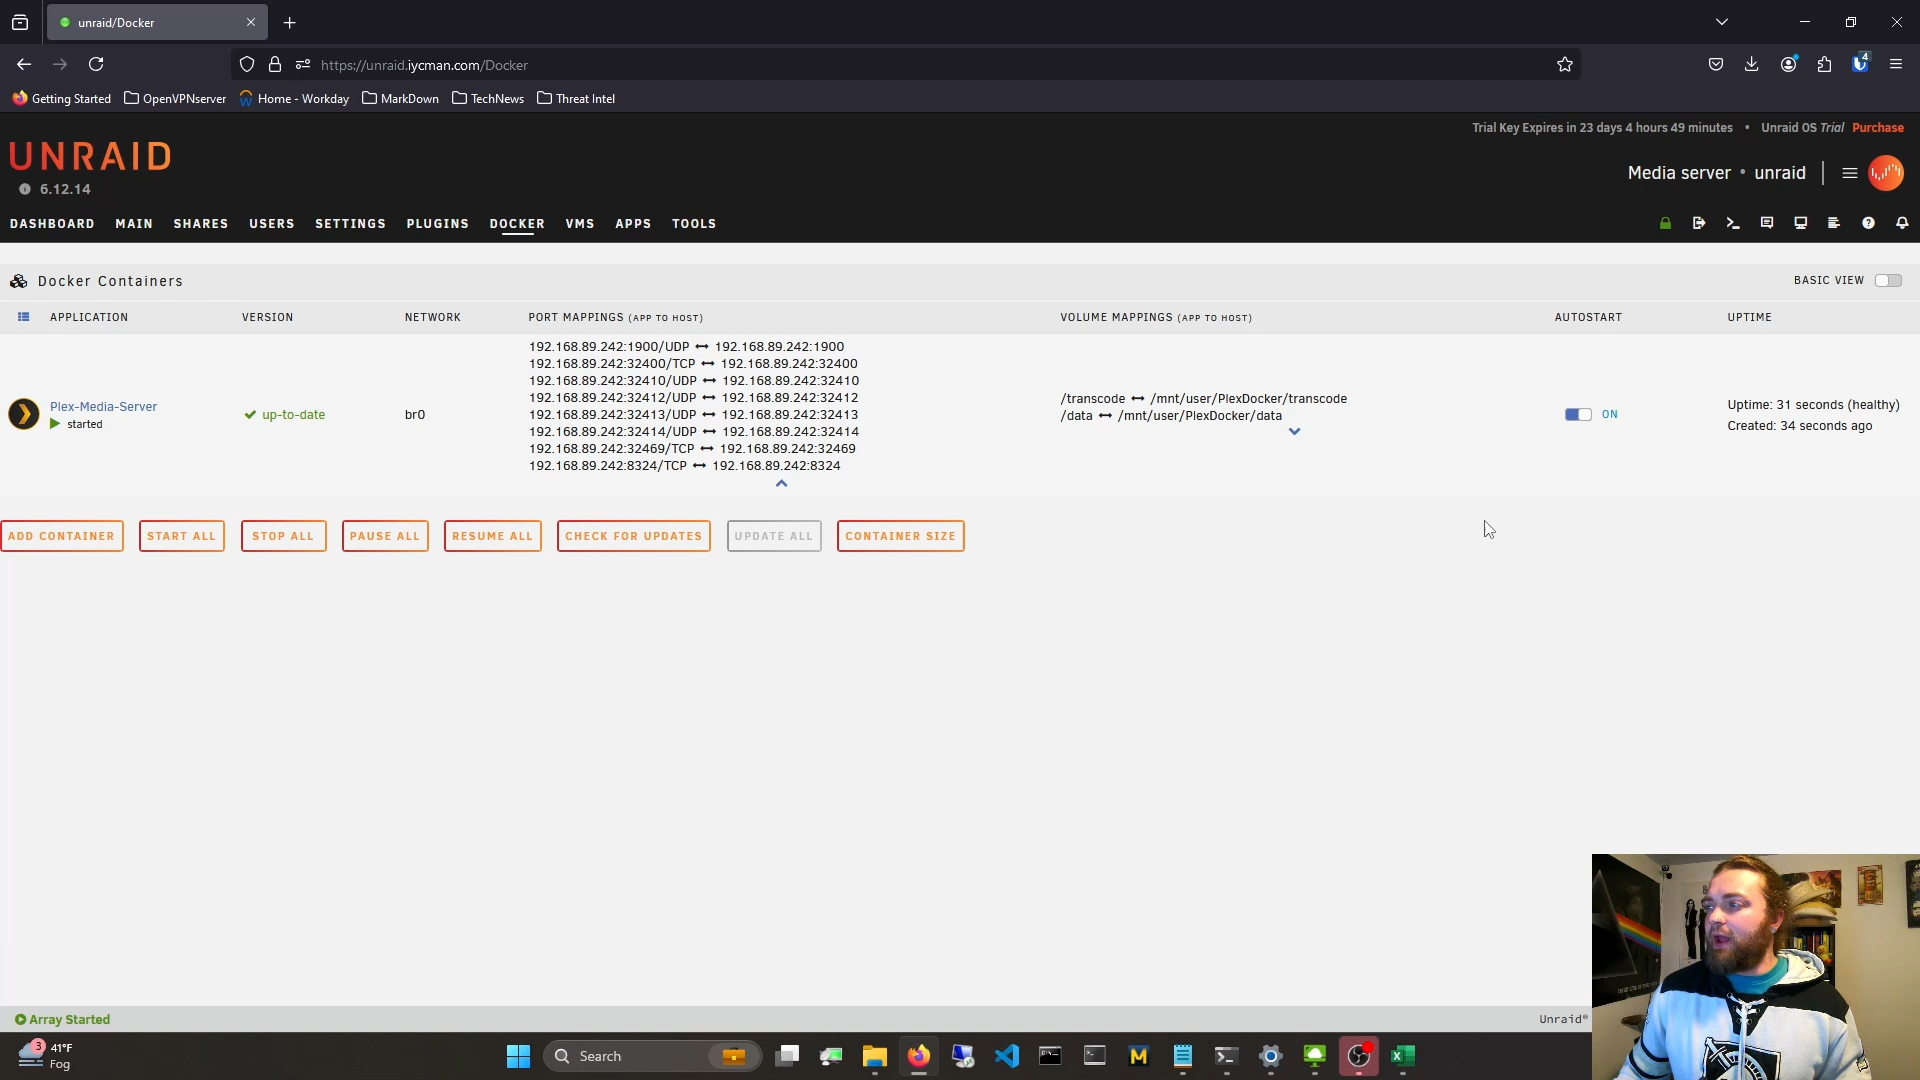 unraid/Docker
https://unraid.iycman.com/Docker
4
Getting Started
OpenVPNserver
Home - Workday
MarkDown
TechNews
Threat Intel
Trial Key Expires in 23 days 4 hours 49 minutes • Unraid OS Trial Purchase
UNRAID
6.12.14
Media server • unraid
DASHBOARD MAIN SHARES USERS SETTINGS PLUGINS DOCKER VMS APPS TOOLS
Docker Containers
BASIC VIEW
APPLICATION VERSION NETWORK PORT MAPPINGS (APP TO HOST) VOLUME MAPPINGS (APP TO HOST) AUTOSTART UPTIME
Plex-Media-Server
started
up-to-date
br0
192.168.89.242:1900/UDP ↔ 192.168.89.242:1900
192.168.89.242:32400/TCP ↔ 192.168.89.242:32400
192.168.89.242:32410/UDP ↔ 192.168.89.242:32410
192.168.89.242:32412/UDP ↔ 192.168.89.242:32412
192.168.89.242:32413/UDP ↔ 192.168.89.242:32413
192.168.89.242:32414/UDP ↔ 192.168.89.242:32414
192.168.89.242:32469/TCP ↔ 192.168.89.242:32469
192.168.89.242:8324/TCP ↔ 192.168.89.242:8324
/transcode ↔ /mnt/user/PlexDocker/transcode
/data ↔ /mnt/user/PlexDocker/data
ON
Uptime: 31 seconds (healthy)
Created: 34 seconds ago
ADD CONTAINER START ALL STOP ALL PAUSE ALL RESUME ALL CHECK FOR UPDATES UPDATE ALL CONTAINER SIZE
Array Started
Unraid®
3
41°F
Fog
Search